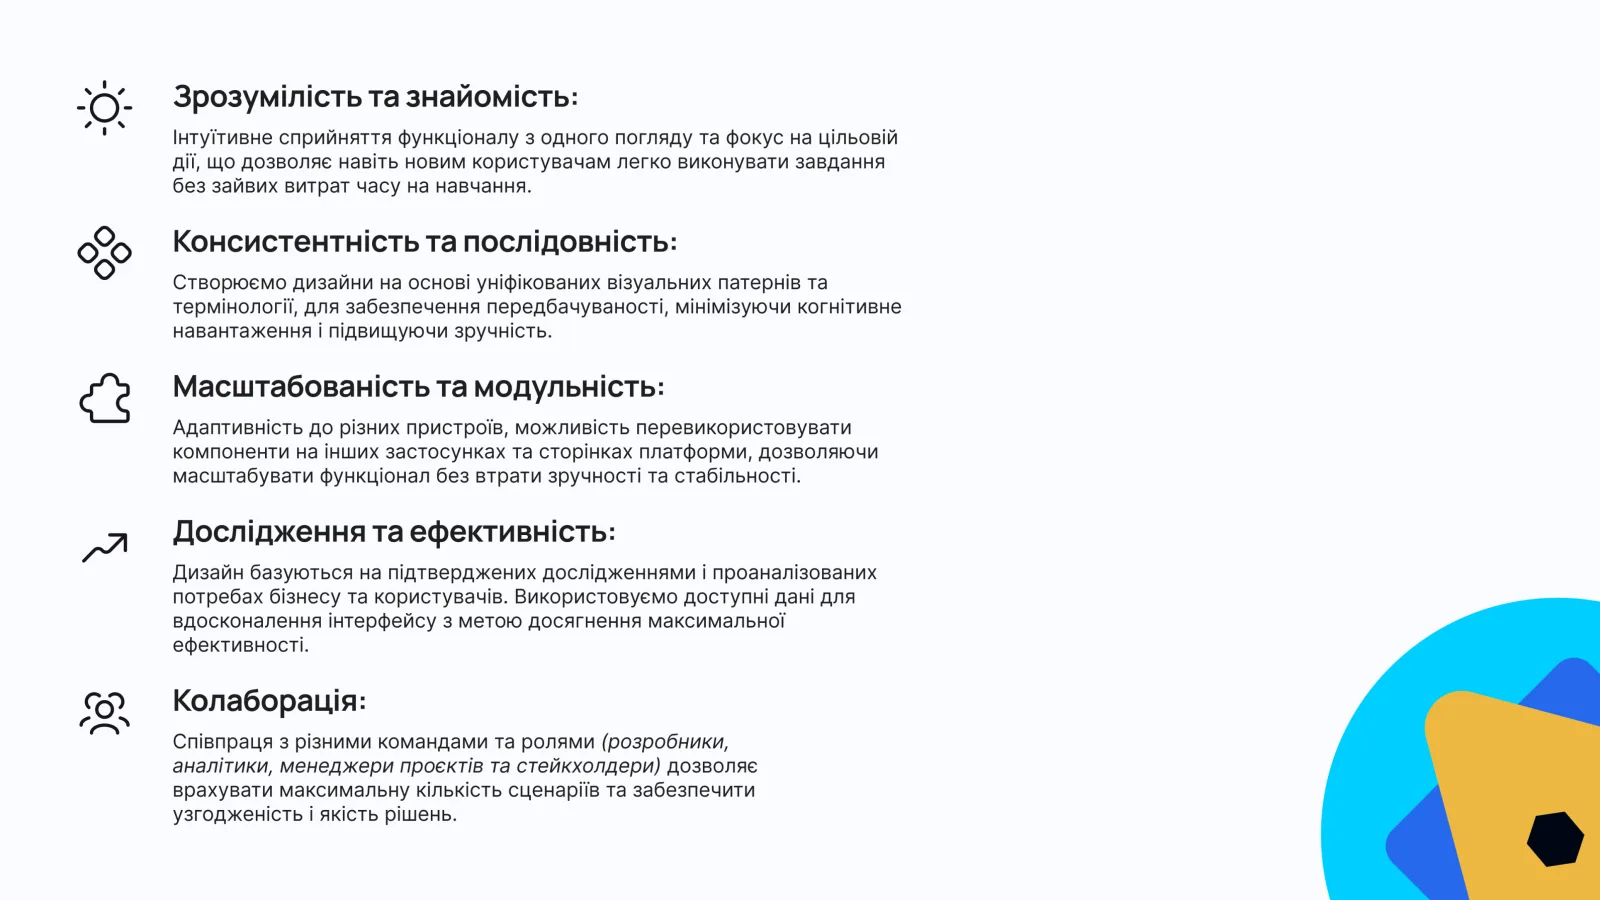 Зрозумілість та знайомість:
Інтуїтивне сприйняття функціоналу з одного погляду та фокус на цільовій
дії, що дозволяє навіть новим користувачам легко виконувати завдання
без зайвих витрат часу на навчання.
Консистентність та послідовність:
Створюємо дизайни на основі уніфікованих візуальних патернів та
термінології, для забезпечення передбачуваності, мінімізуючи когнітивне
навантаження і підвищуючи зручність.
Масштабованість та модульність:
Адаптивність до різних пристроїв, можливість перевикористовувати
компоненти на інших застосунках та сторінках платформи, дозволяючи
масштабувати функціонал без втрати зручності та стабільності.
Дослідження та ефективність:
Дизайн базуються на підтверджених дослідженнями і проаналізованих
потребах бізнесу та користувачів. Використовуємо доступні дані для
вдосконалення інтерфейсу з метою досягнення максимальної
ефективності.
Колаборація:
Співпраця з різними командами та ролями (розробники,
аналітики, менеджери проєктів та стейкхолдери) дозволяє
врахувати максимальну кількість сценаріїв та забезпечити
узгодженість і якість рішень.